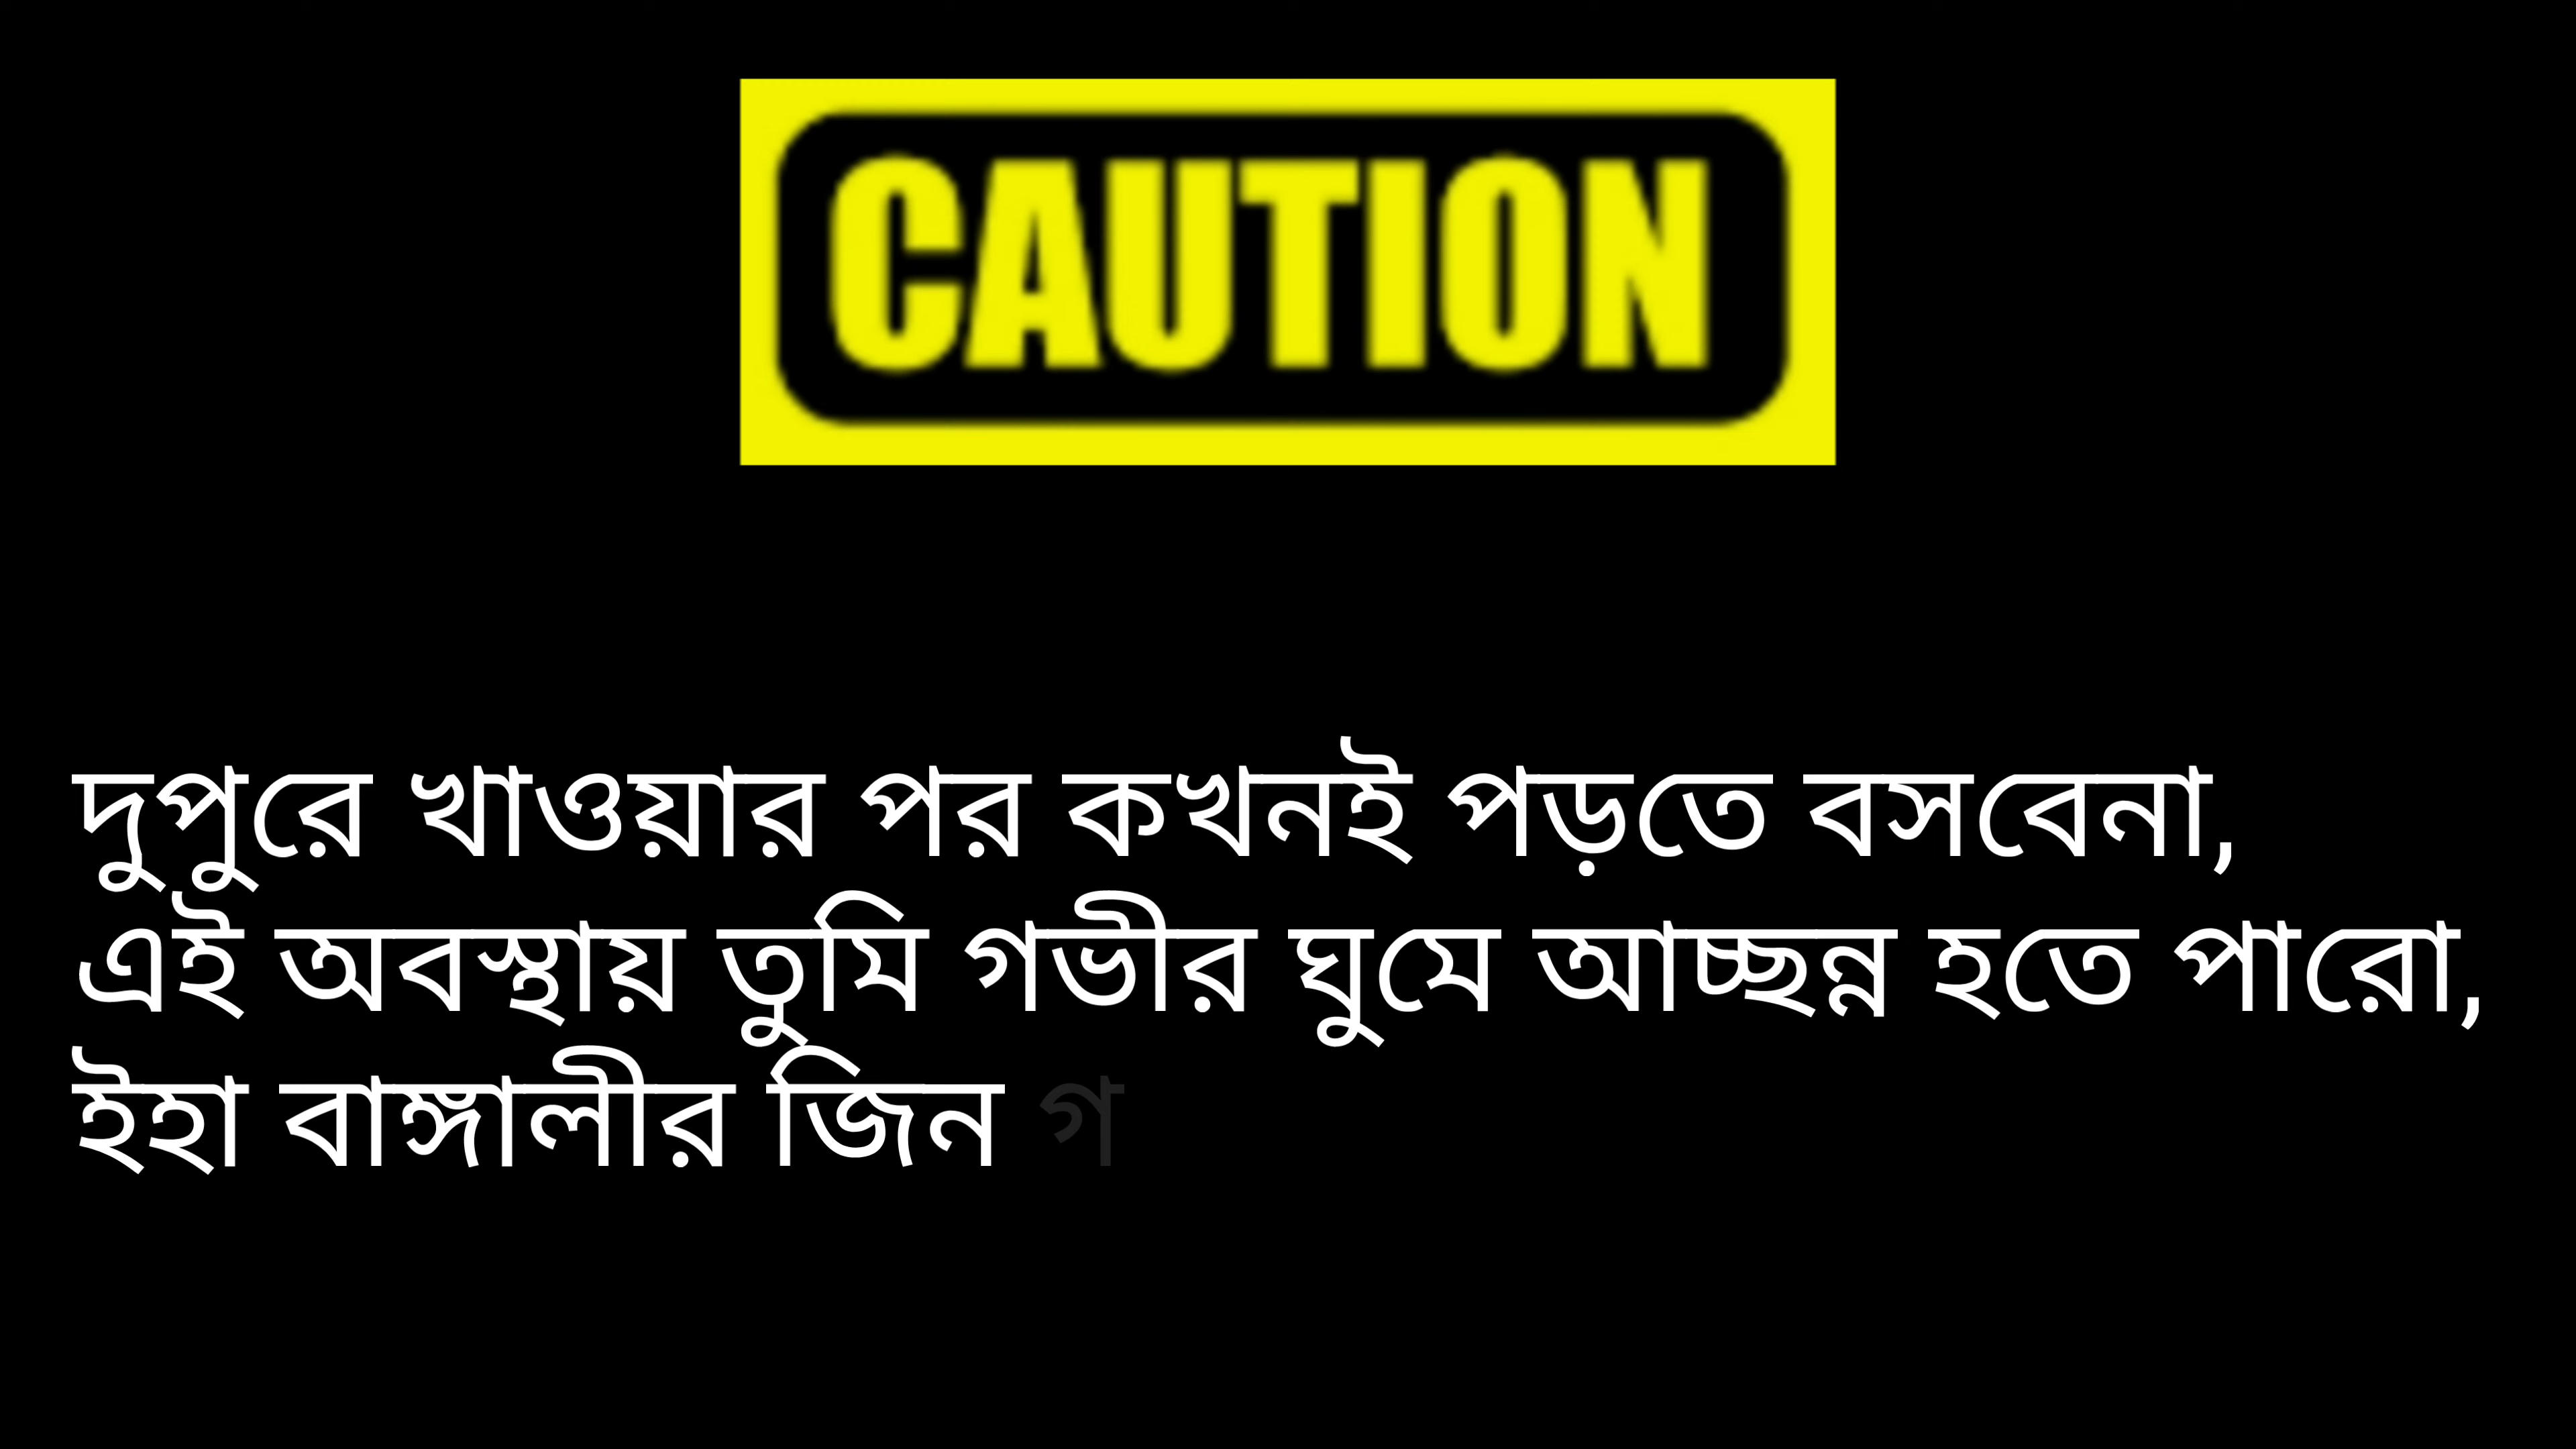 CAUTION
দুপুরে খাওয়ার পর কখনই পড়তে বসবেনা,
এই অবস্থায় তুমি গভীর ঘুমে আচ্ছন্ন হতে পারো,
ইহা বাঙ্গালীর জিন গ